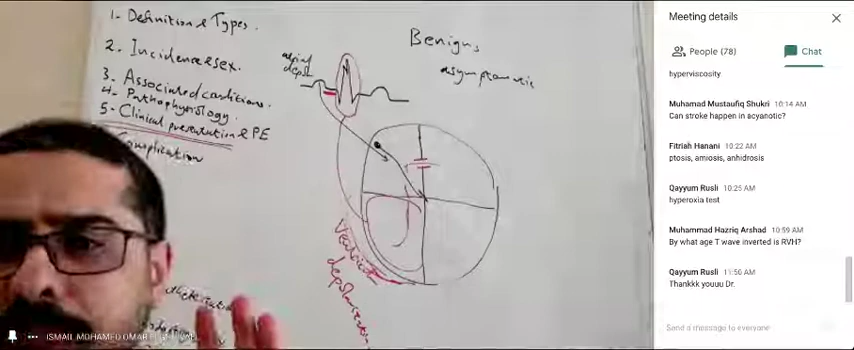 1- Definition & Types.
2. Incidence & sex.
3. Associated conditions.
4- Pathophysiology.
5- Clinical presentation & PE
Complication
atrial
depol
Benign
asymptomatic
Ventricul
depolarization
ISMAIL MOHAMED OMAR
Meeting details
People (78)
Chat
hyperviscosity
Muhamad Mustaufiq Shukri 10:14 AM
Can stroke happen in acyanotic?
Fitriah Hanani 10:22 AM
ptosis, amiosis, anhidrosis
Qayyum Rusli 10:25 AM
hyperoxia test
Muhammad Hazriq Arshad 10:59 AM
By what age T wave inverted is RVH?
Qayyum Rusli 11:50 AM
Thankkk youuu Dr.
Send a message to everyone